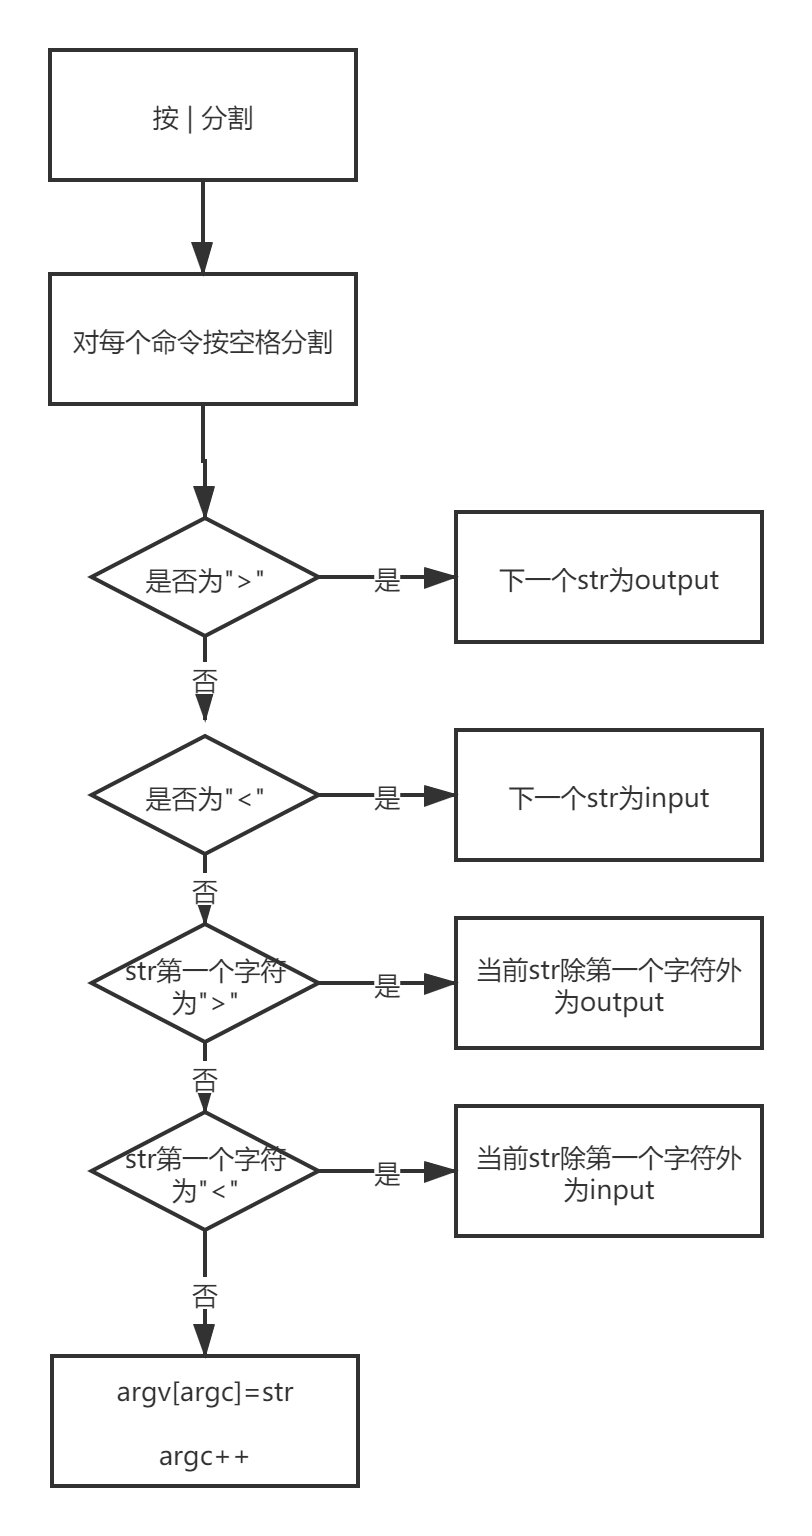 按 | 分割
对每个命令按空格分割
是否为">"
是
下一个str为output
否
是否为"<"
是
下一个str为input
否
str第一个字符
为">"
是
当前str除第一个字符外
为output
否
str第一个字符
为"<"
是
当前str除第一个字符外
为input
否
argv[argc]=str
argc++